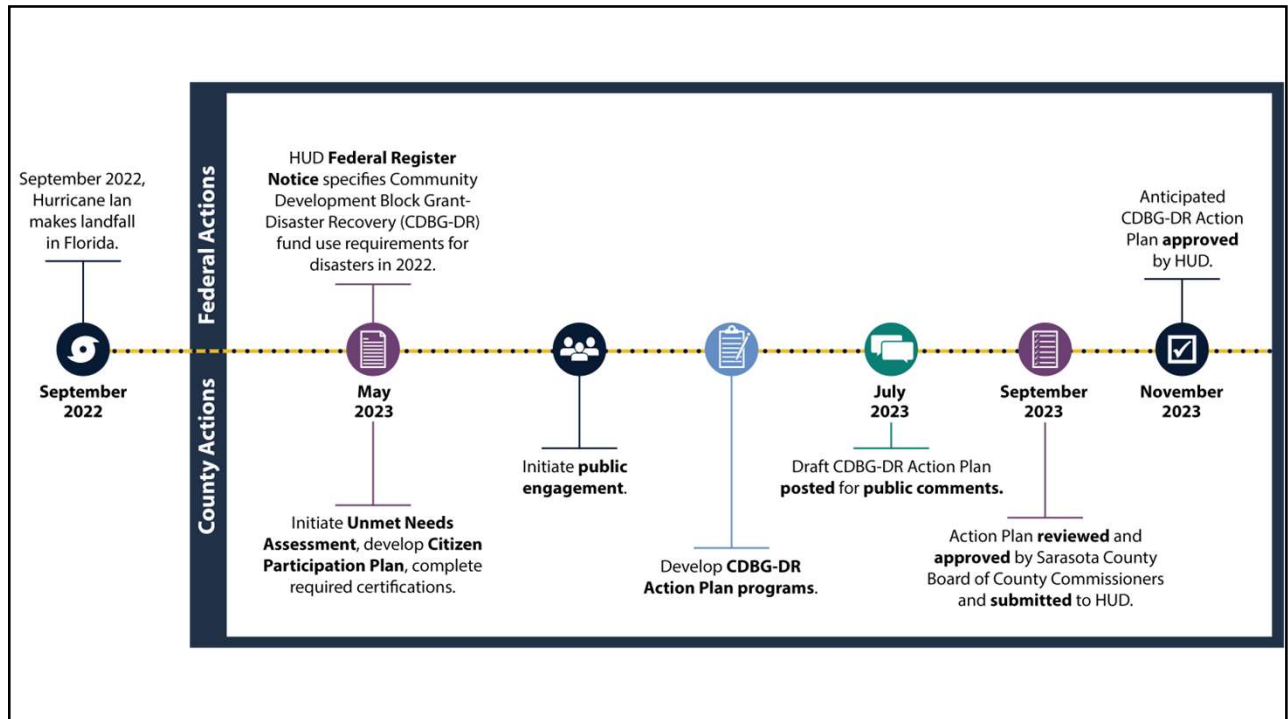 September 2022,
Hurricane Ian
makes landfall
in Florida.
September
2022
Federal Actions
County Actions
HUD Federal Register
Notice specifies Community
Development Block Grant-
Disaster Recovery (CDBG-DR)
fund use requirements for
disasters in 2022.
May
2023
Initiate Unmet Needs
Assessment, develop Citizen
Participation Plan, complete
required certifications.
Initiate public
engagement.
Develop CDBG-DR
Action Plan programs.
July
2023
Draft CDBG-DR Action Plan
posted for public comments.
September
2023
Action Plan reviewed and
approved by Sarasota County
Board of County Commissioners
and submitted to HUD.
Anticipated
CDBG-DR Action
Plan approved
by HUD.
November
2023